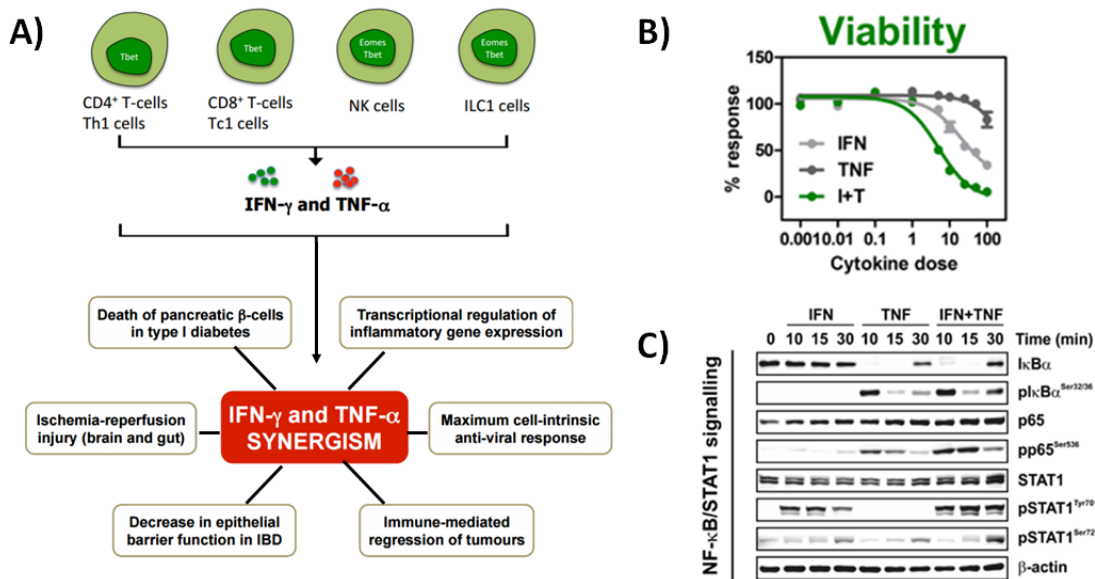 A)
Tbet
Tbet
Eomes
Tbet
Eomes
Tbet
CD4+ T-cells
Th1 cells
CD8+ T-cells
Tc1 cells
NK cells
ILC1 cells
IFN-γ and TNF-α
Death of pancreatic β-cells
in type I diabetes
Transcriptional regulation of
inflammatory gene expression
Ischemia-reperfusion
injury (brain and gut)
IFN-γ and TNF-α
SYNERGISM
Maximum cell-intrinsic
anti-viral response
Decrease in epithelial
barrier function in IBD
Immune-mediated
regression of tumours
B)
Viability
% response
150
100
50
0
IFN
TNF
I+T
0.001 0.01 0.1 1 10 100
Cytokine dose
C)
NF-κB/STAT1 signalling
IFN TNF IFN+TNF
0 10 15 30 10 15 30 10 15 30 Time (min)
IκBα
pIκBα Ser32/36
p65
pp65 Ser536
STAT1
pSTAT1 Tyr70
pSTAT1 Ser72
β-actin